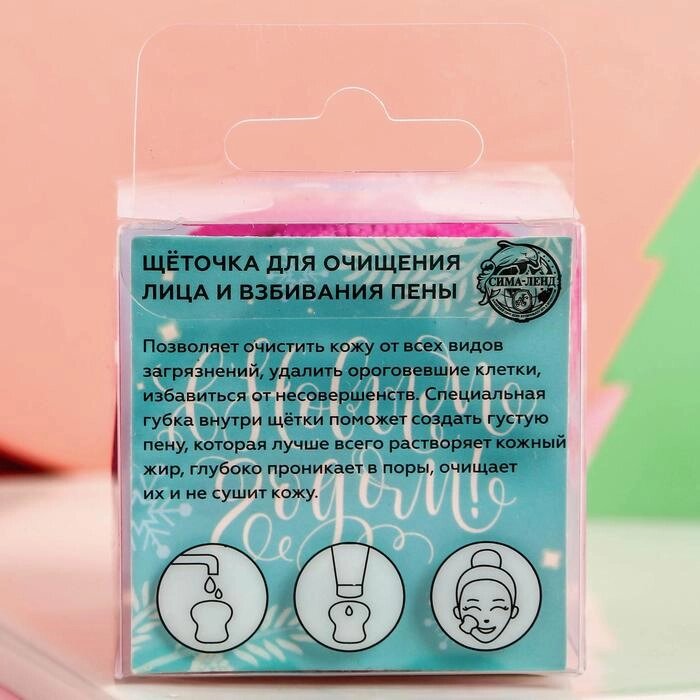 ЩЁТОЧКА ДЛЯ ОЧИЩЕНИЯ
ЛИЦА И ВЗБИВАНИЯ ПЕНЫ
СИМА-ЛЕНД
Позволяет очистить кожу от всех видов
загрязнений, удалить ороговевшие клетки,
избавиться от несовершенств. Специальная
губка внутри щётки поможет создать густую
пену, которая лучше всего растворяет кожный
жир, глубоко проникает в поры, очищает
их и не сушит кожу.
С Новым
Годом!